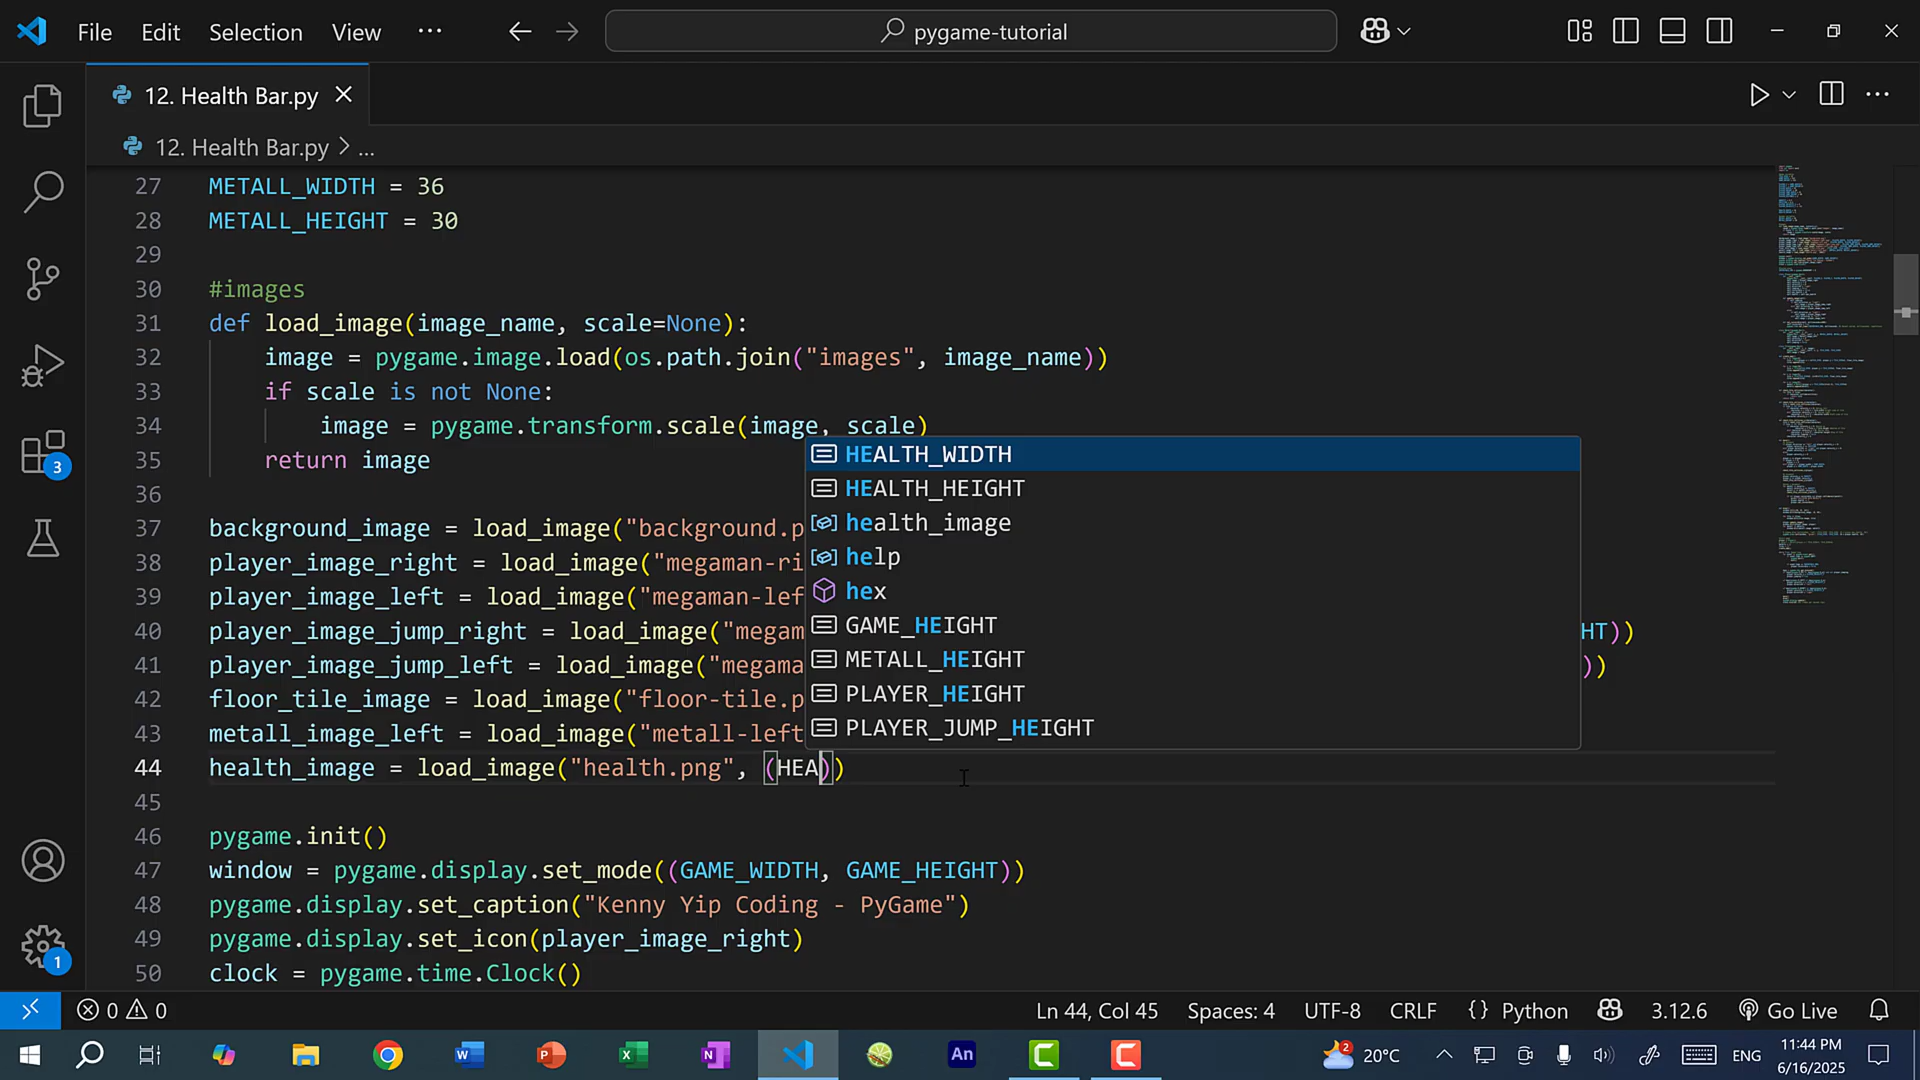 File Edit Selection View ··· pygame-tutorial
12. Health Bar.py
12. Health Bar.py > ...
27 METALL_WIDTH = 36
28 METALL_HEIGHT = 30
29
30 #images
31 def load_image(image_name, scale=None):
32 image = pygame.image.load(os.path.join("images", image_name))
33 if scale is not None:
34 image = pygame.transform.scale(image, scale)
35 return image
36
37 background_image = load_image("background.p
38 player_image_right = load_image("megaman-ri
39 player_image_left = load_image("megaman-lef
40 player_image_jump_right = load_image("megam HT))
41 player_image_jump_left = load_image("megama ))
42 floor_tile_image = load_image("floor-tile.p
43 metall_image_left = load_image("metall-left
44 health_image = load_image("health.png", (HEA))
45
46 pygame.init()
47 window = pygame.display.set_mode((GAME_WIDTH, GAME_HEIGHT))
48 pygame.display.set_caption("Kenny Yip Coding - PyGame")
49 pygame.display.set_icon(player_image_right)
50 clock = pygame.time.Clock()
HEALTH_WIDTH
HEALTH_HEIGHT
health_image
help
hex
GAME_HEIGHT
METALL_HEIGHT
PLAYER_HEIGHT
PLAYER_JUMP_HEIGHT
3
1
0 0 Ln 44, Col 45 Spaces: 4 UTF-8 CRLF {} Python 3.12.6 Go Live
2 20°C ENG 11:44 PM
6/16/2025